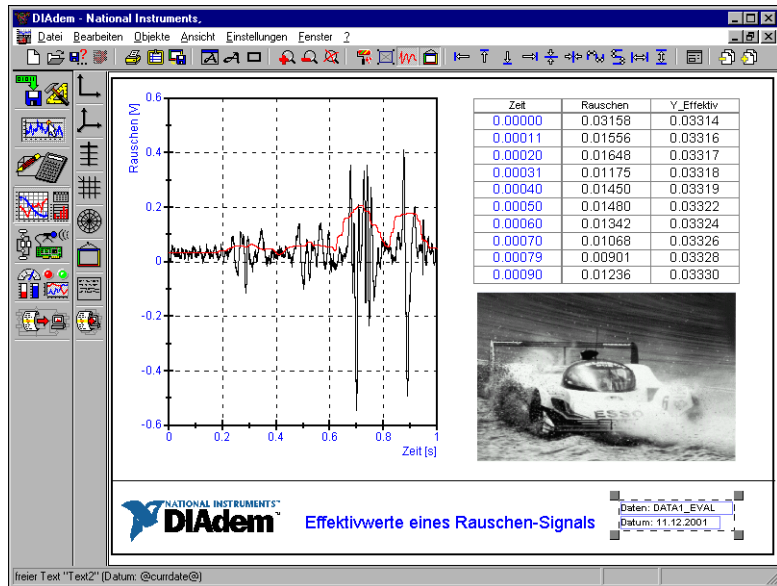 DIAdem - National Instruments,
Datei Bearbeiten Objekte Ansicht Einstellungen Fenster ?
0.6
0.4
0.2
0
-0.2
-0.4
-0.6
Rauschen [V]
0 0.2 0.4 0.6 0.8 1
Zeit [s]
Zeit Rauschen Y_Effektiv
0.00000 0.03158 0.03314
0.00011 0.01556 0.03316
0.00020 0.01648 0.03317
0.00031 0.01175 0.03318
0.00040 0.01450 0.03319
0.00050 0.01480 0.03322
0.00060 0.01342 0.03324
0.00070 0.01068 0.03326
0.00079 0.00901 0.03328
0.00090 0.01236 0.03330
ESSO
NATIONAL INSTRUMENTS™
DIAdem™
Effektivwerte eines Rauschen-Signals
Daten: DATA1_EVAL
Datum: 11.12.2001
freier Text "Text2" (Datum: @currdate@)